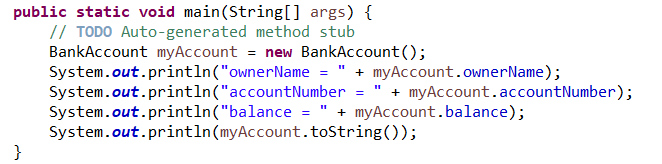 public static void main(String[] args) {
// TODO Auto-generated method stub
BankAccount myAccount = new BankAccount();
System.out.println("ownerName = " + myAccount.ownerName);
System.out.println("accountNumber = " + myAccount.accountNumber);
System.out.println("balance = " + myAccount.balance);
System.out.println(myAccount.toString());
}